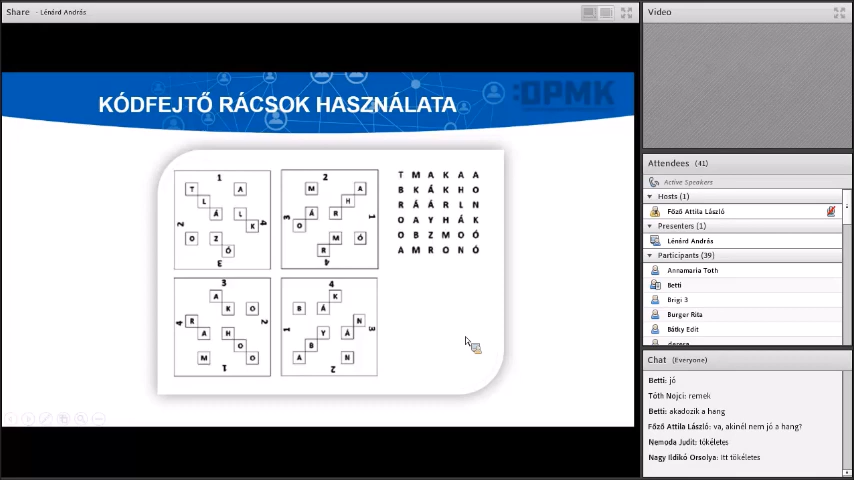 Share - Lénárd András
KÓDFEJTŐ RÁCSOK HASZNÁLATA
:OPMK
1
T A
L
Á L
K
O Z
Ó
2
4
3
2
M A
H
Á R
O
M Ó
R
3
1
4
T M A K A A
B K Á K H O
R Á Á R L N
O A Y H Á K
O B Z M O Ó
A M R O N Ó
3
A
K O
R
A H
O
M O
4
2
1
4
K
B Á
N
Y Á
B
A N
1
3
2
Video
Attendees (41)
Active Speakers
Hosts (1)
Főző Attila László
Presenters (1)
Lénárd András
Participants (39)
Annamaria Toth
Betti
Brigi 3
Burger Rita
Bátky Edit
Chat (Everyone)
Betti: jó
Tóth Nojci: remek
Betti: akadozik a hang
Főző Attila László: va, akinél nem jó a hang?
Nemoda Judit: tökéletes
Nagy Ildikó Orsolya: Itt tökéletes